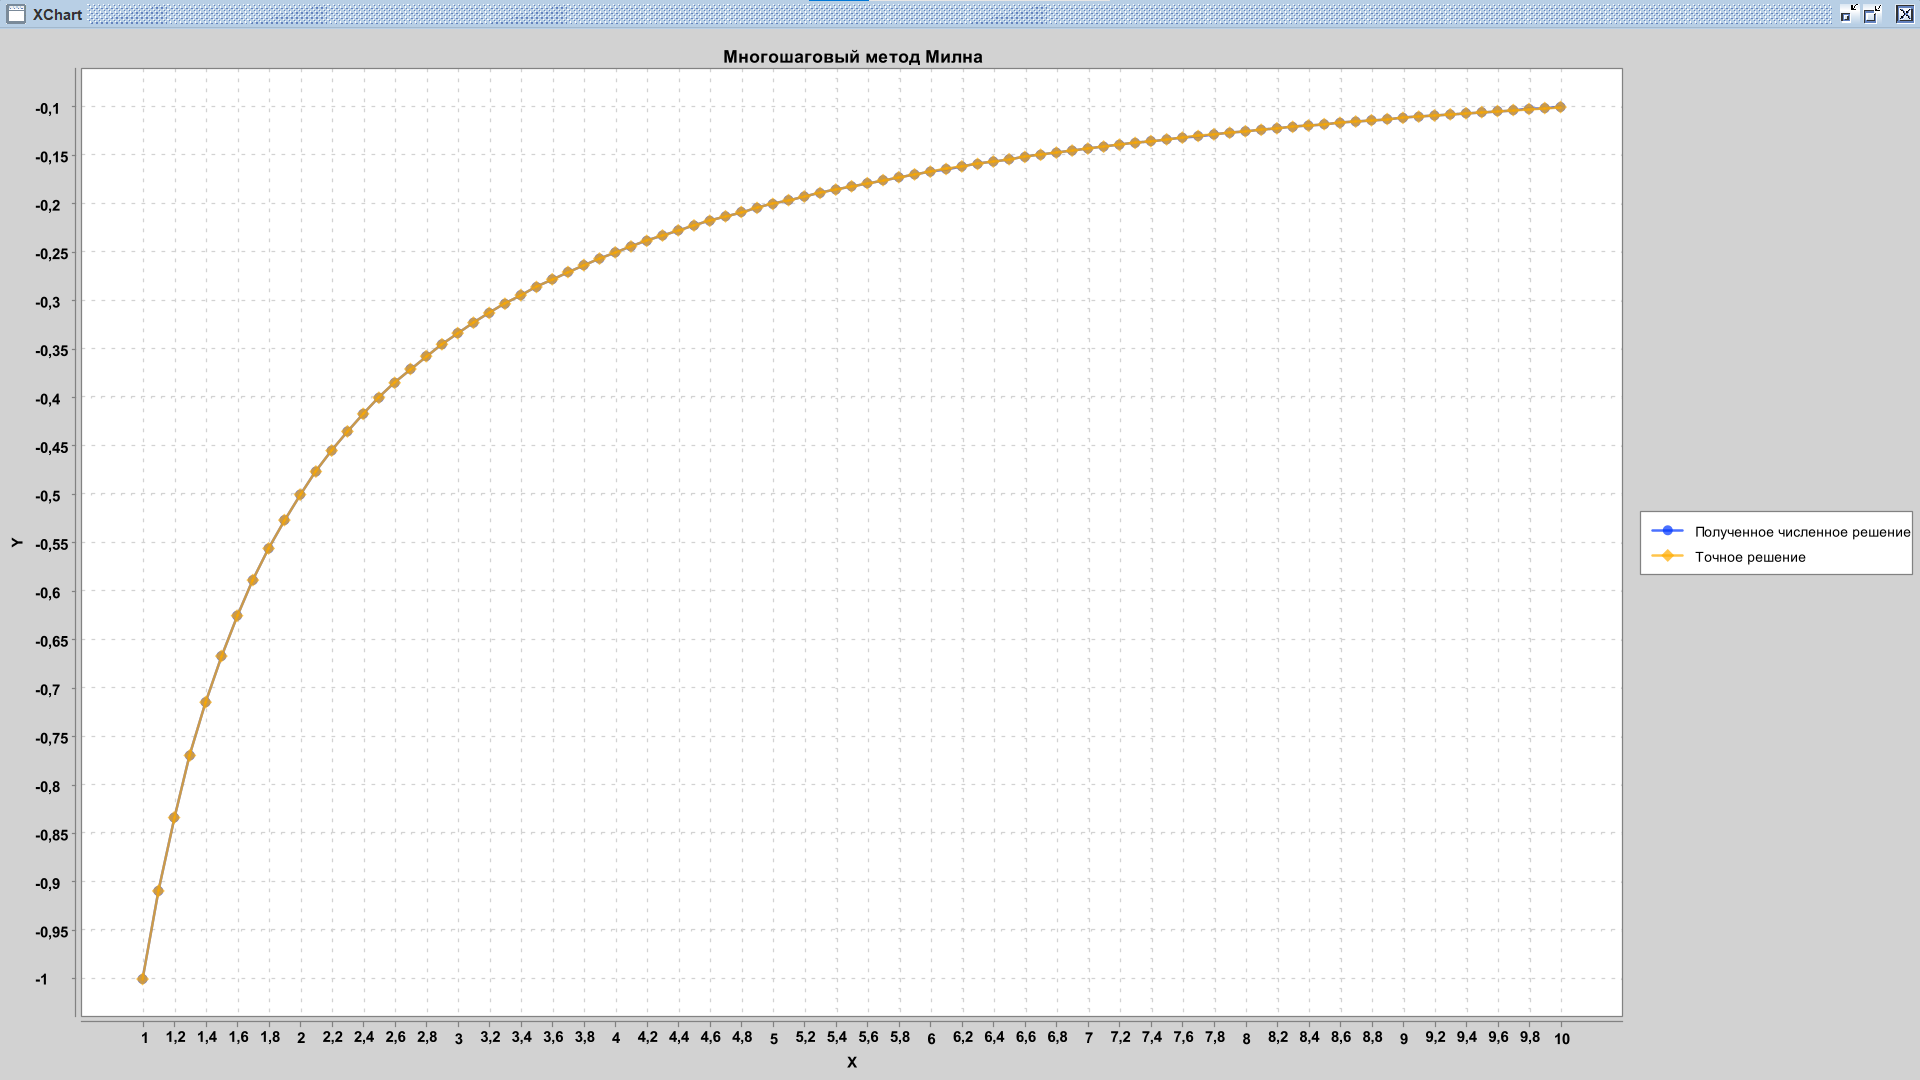 XChart
Многошаговый метод Милна
-0,1
-0,15
-0,2
-0,25
-0,3
-0,35
-0,4
-0,45
-0,5
-0,55
-0,6
-0,65
-0,7
-0,75
-0,8
-0,85
-0,9
-0,95
-1
Y
Полученное численное решение
Точное решение
1 1,2 1,4 1,6 1,8 2 2,2 2,4 2,6 2,8 3 3,2 3,4 3,6 3,8 4 4,2 4,4 4,6 4,8 5 5,2 5,4 5,6 5,8 6 6,2 6,4 6,6 6,8 7 7,2 7,4 7,6 7,8 8 8,2 8,4 8,6 8,8 9 9,2 9,4 9,6 9,8 10
X